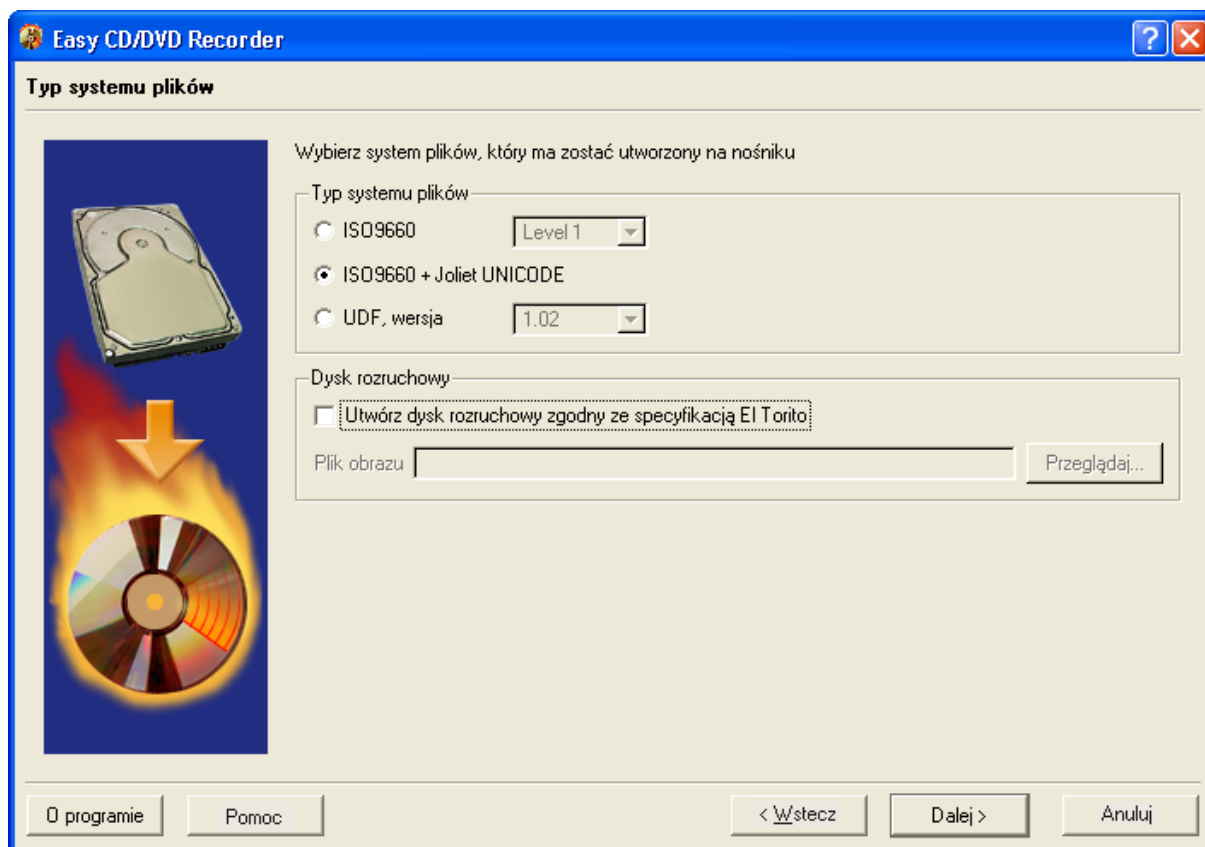 Easy CD/DVD Recorder
Typ systemu plików
Wybierz system plików, który ma zostać utworzony na nośniku
Typ systemu plików
ISO9660 Level 1
ISO9660 + Joliet UNICODE
UDF, wersja 1.02
Dysk rozruchowy
Utwórz dysk rozruchowy zgodny ze specyfikacją El Torito
Plik obrazu Przeglądaj...
O programie Pomoc < Wstecz Dalej > Anuluj